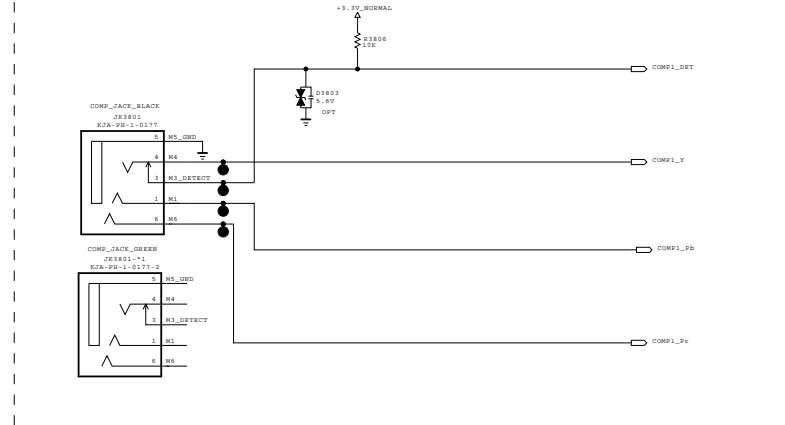 +3.3V_NORMAL
R3806
10K
COMP1_DET
D3803
5.6V
OPT
COMP_JACK_BLACK
JK3801
KJA-PH-1-0177
5 M5_GND
4 M4
COMP1_Y
3 M3_DETECT
1 M1
6 M6
COMP1_Pb
COMP_JACK_GREEN
JK3801-*1
KJA-PH-1-0177-2
5 M5_GND
4 M4
3 M3_DETECT
1 M1
COMP1_Pr
6 M6